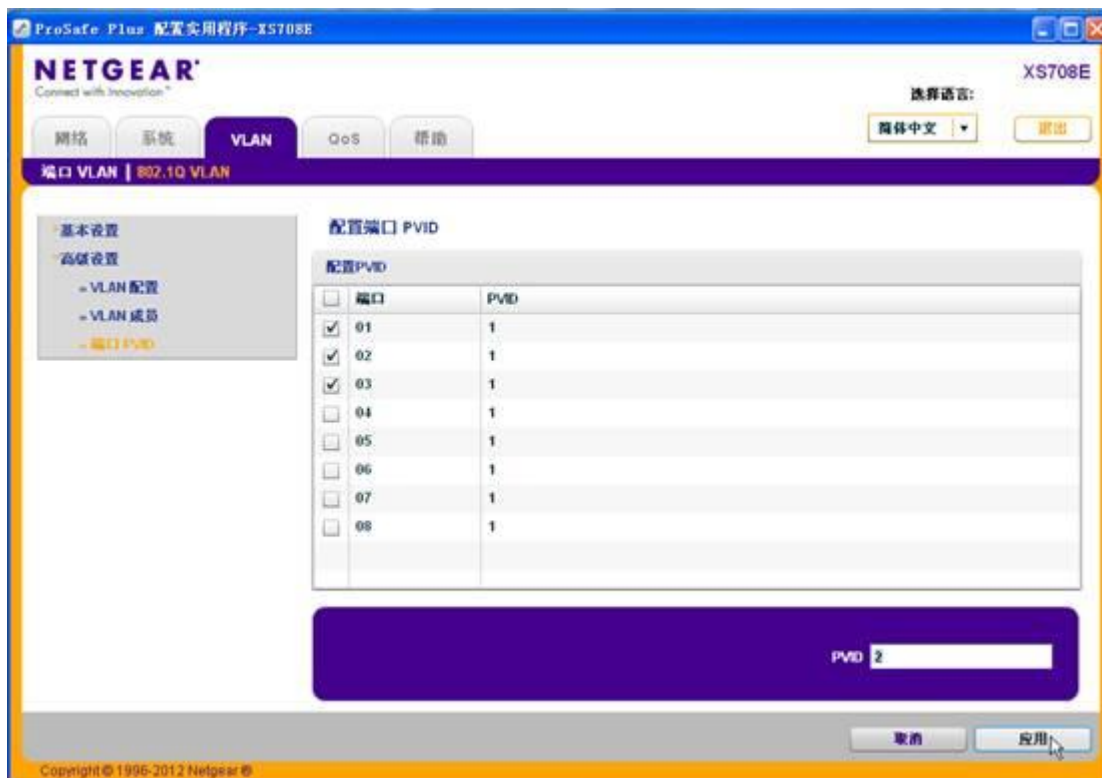 ProSafe Plus 配置实用程序-XS708E
NETGEAR®
Connect with Innovation™
XS708E
选择语言:
简体中文
退出
网络 系统 VLAN QoS 帮助
端口 VLAN | 802.1Q VLAN
基本设置
高级设置
VLAN 配置
VLAN 成员
端口 PVID
配置端口 PVID
配置PVID
端口 PVID
01 1
02 1
03 1
04 1
05 1
06 1
07 1
08 1
PVID 2
取消 应用
Copyright © 1996-2012 Netgear ®